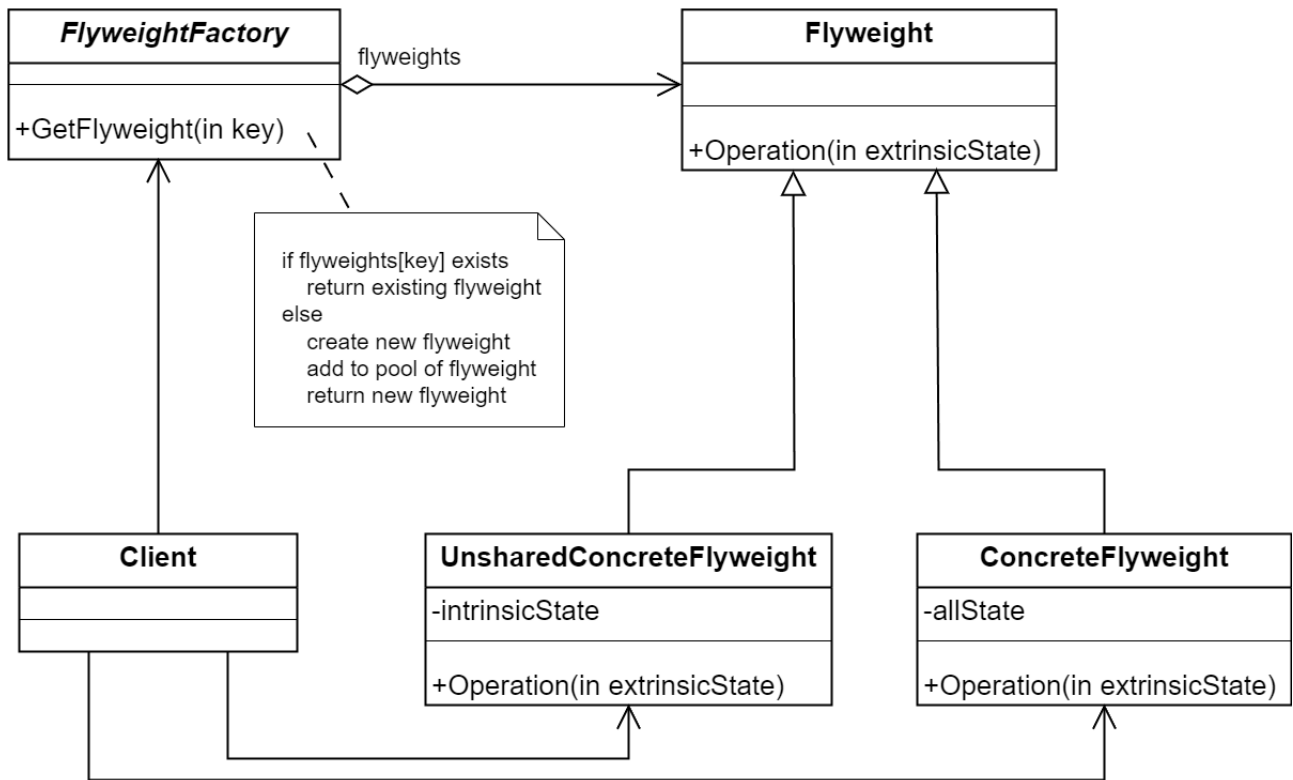 FlyweightFactory
flyweights
Flyweight
+GetFlyweight(in key)
+Operation(in extrinsicState)
if flyweights[key] exists
return existing flyweight
else
create new flyweight
add to pool of flyweight
return new flyweight
Client
UnsharedConcreteFlyweight
-intrinsicState
+Operation(in extrinsicState)
ConcreteFlyweight
-allState
+Operation(in extrinsicState)